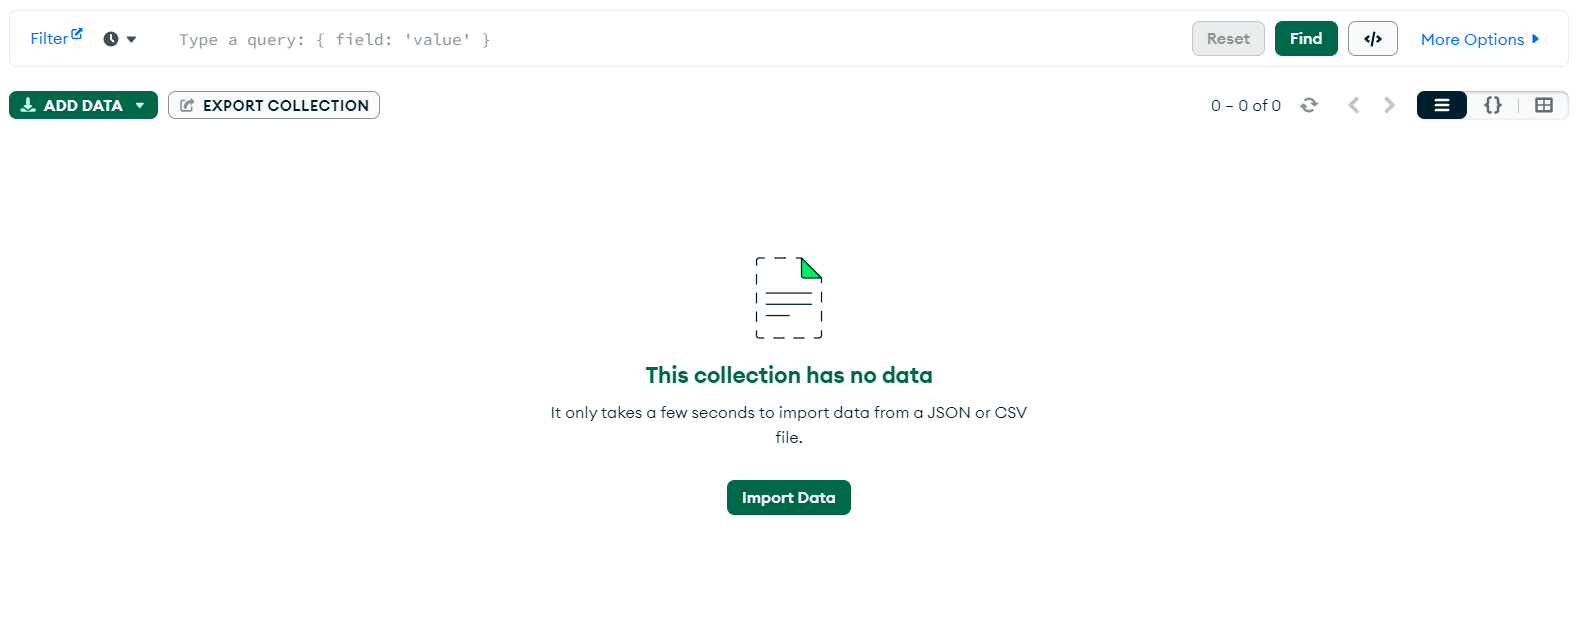 Filter
Type a query: { field: 'value' }
Reset
Find
</>
More Options
ADD DATA
EXPORT COLLECTION
0 – 0 of 0
{}
This collection has no data
It only takes a few seconds to import data from a JSON or CSV
file.
Import Data